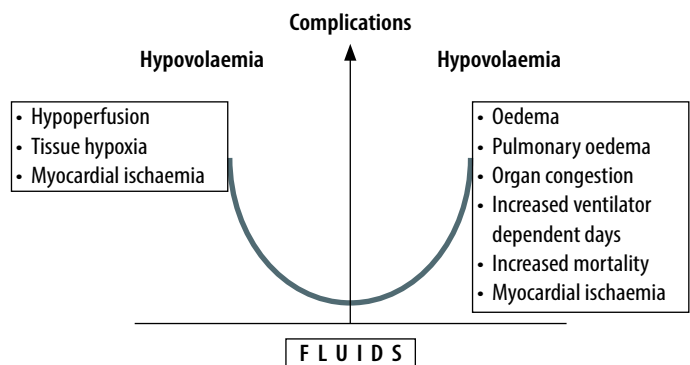 Complications
Hypovolaemia
Hypovolaemia
• Hypoperfusion
• Tissue hypoxia
• Myocardial ischaemia
• Oedema
• Pulmonary oedema
• Organ congestion
• Increased ventilator
dependent days
• Increased mortality
• Myocardial ischaemia
FLUIDS